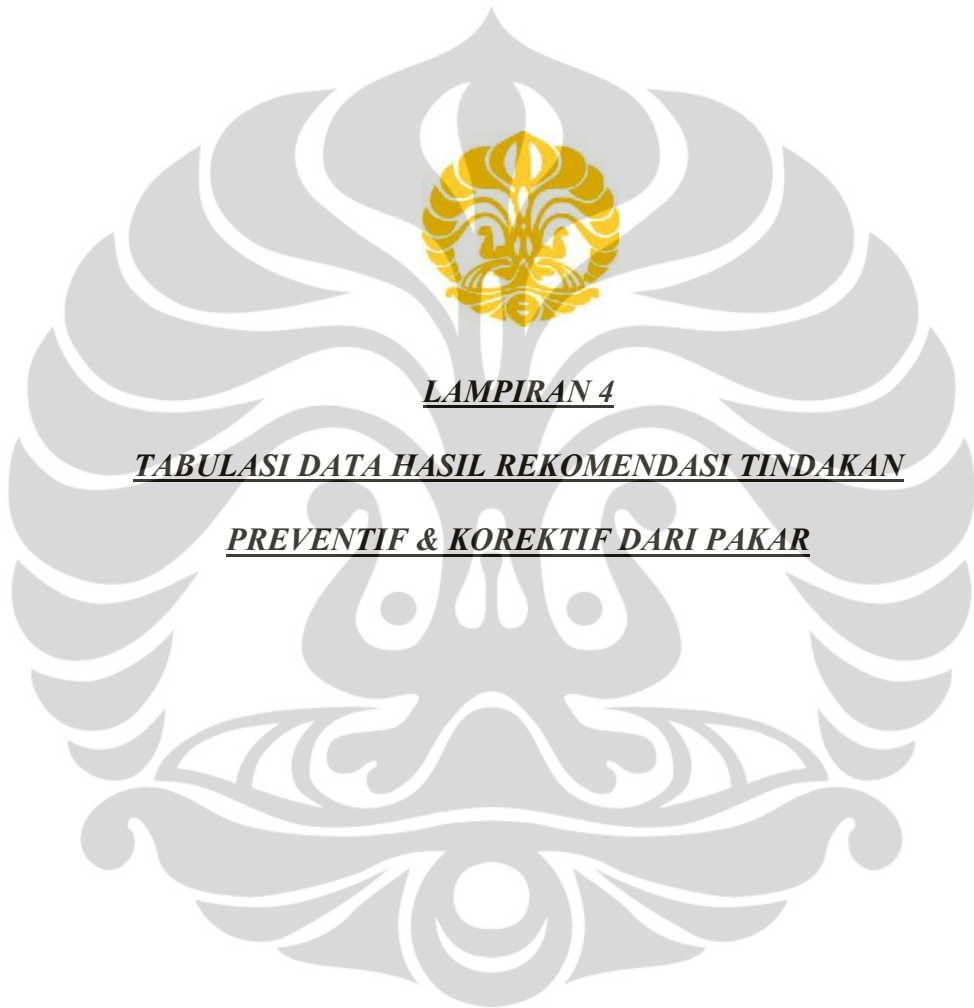 LAMPIRAN 4
TABULASI DATA HASIL REKOMENDASI TINDAKAN
PREVENTIF & KOREKTIF DARI PAKAR